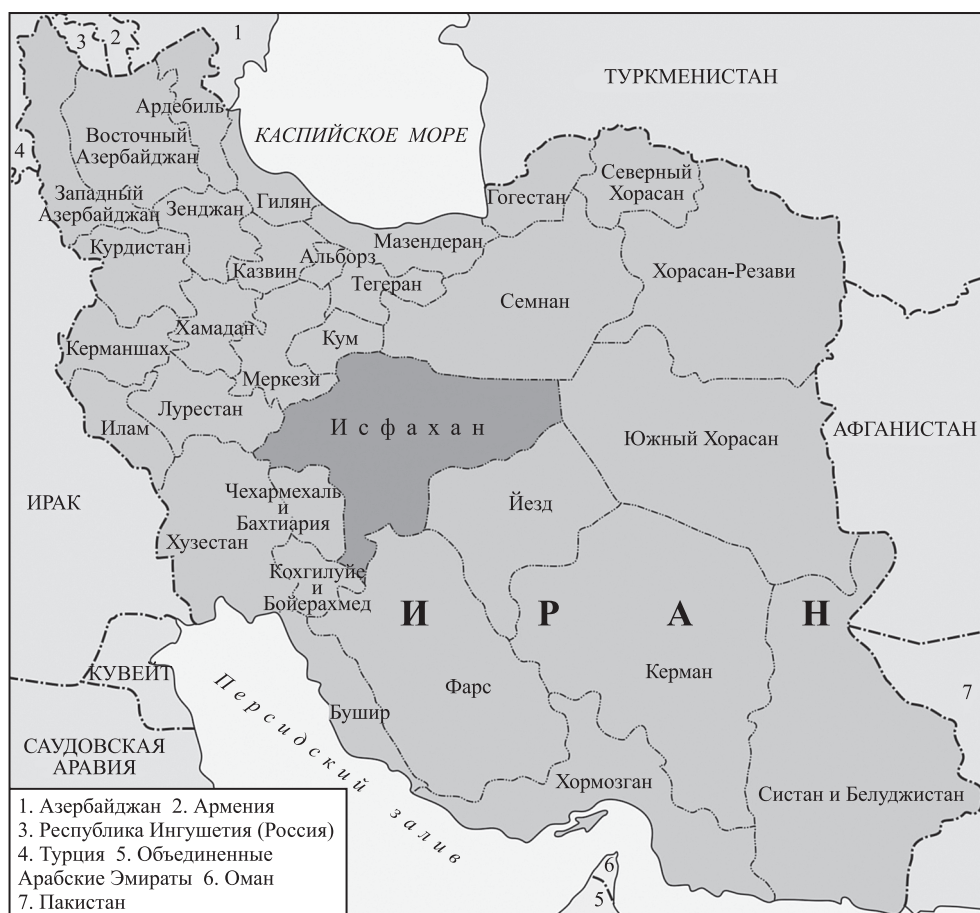 3
2
1
ТУРКМЕНИСТАН
Ардебиль
КАСПИЙСКОЕ МОРЕ
Восточный
Азербайджан
4
Западный
Азербайджан
Зенджан
Гилян
Гогестан
Северный
Хорасан
Курдистан
Мазендеран
Казвин
Альборз
Тегеран
Хорасан-Резави
Семнан
Хамадан
Кум
Керманшах
Меркези
Лурестан
Илам
Исфахан
Южный Хорасан
АФГАНИСТАН
ИРАК
Чехармехаль
и
Бахтиария
Йезд
Хузестан
Кохгилуйе
и
Бойерахмед
ИРАН
КУВЕЙТ
Керман
Фарс
7
Бушир
Персидский залив
САУДОВСКАЯ
АРАВИЯ
Хормозган
Систан и Белуджистан
6
5
1. Азербайджан 2. Армения
3. Республика Ингушетия (Россия)
4. Турция 5. Объединенные
Арабские Эмираты 6. Оман
7. Пакистан